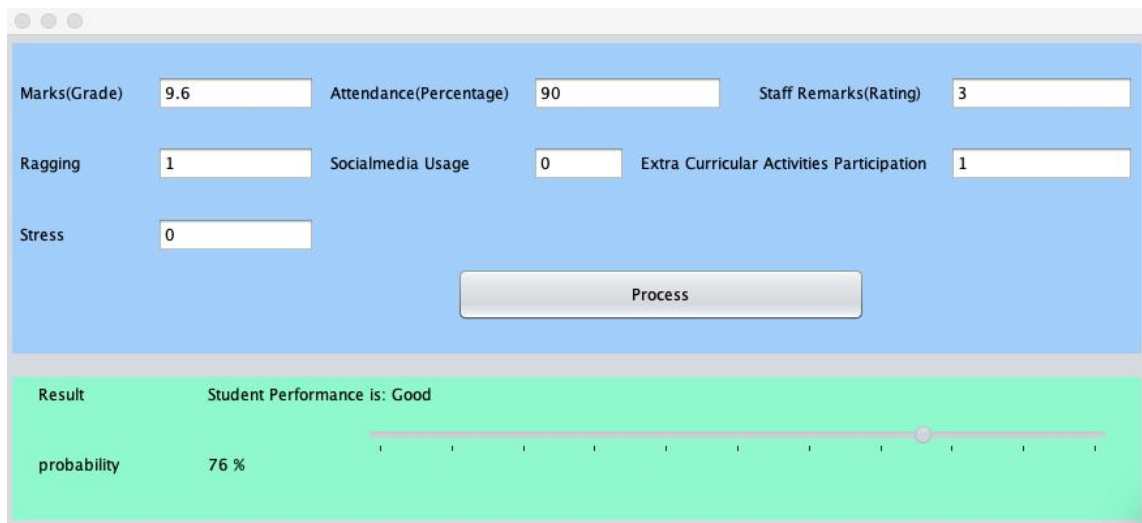 Marks(Grade) 9.6 Attendance(Percentage) 90 Staff Remarks(Rating) 3
Ragging 1 Socialmedia Usage 0 Extra Curricular Activities Participation 1
Stress 0
Process
Result Student Performance is: Good
probability 76 %